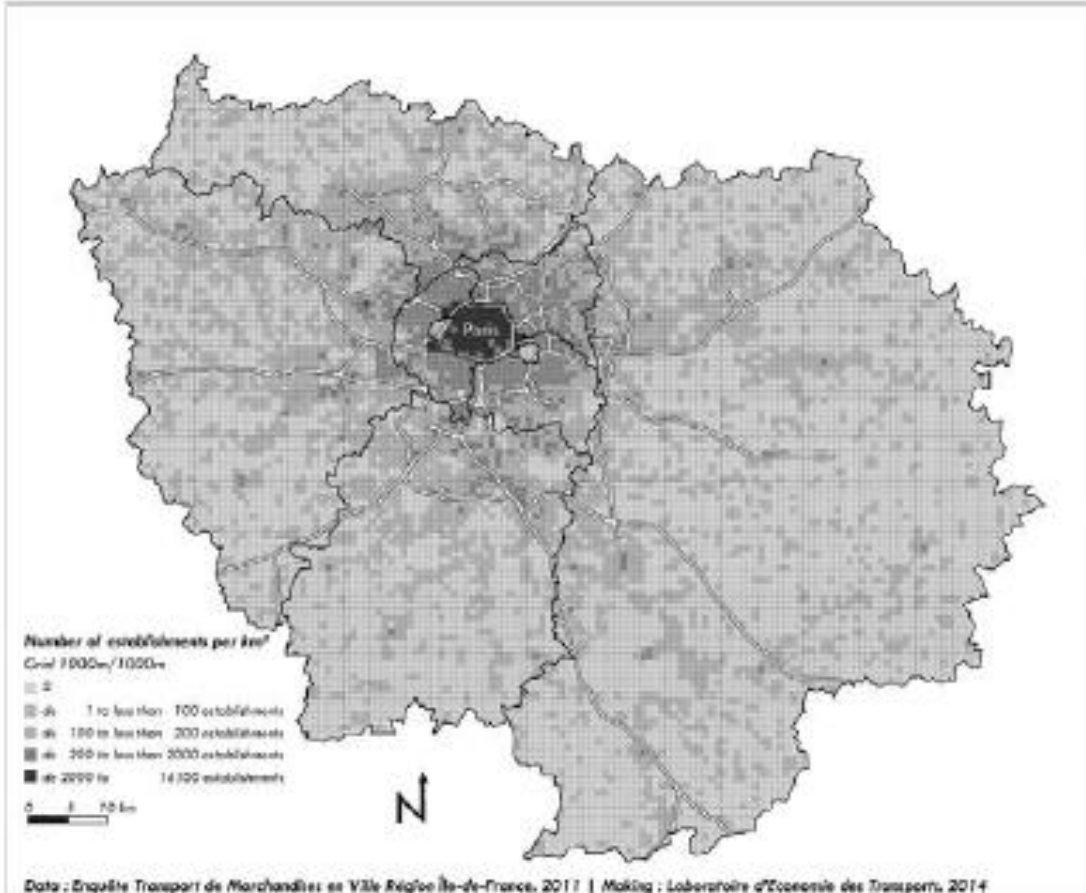 Paris
Number of establishments per km²
Grid 1000m/1000m
0
de 1 to less than 100 establishments
de 100 to less than 200 establishments
de 200 to less than 2000 establishments
de 2000 to 14100 establishments
0 5 10 km
N
Data : Enquête Transport de Marchandises en Ville Région Île-de-France, 2011 | Making : Laboratoire d'Economie des Transports, 2014